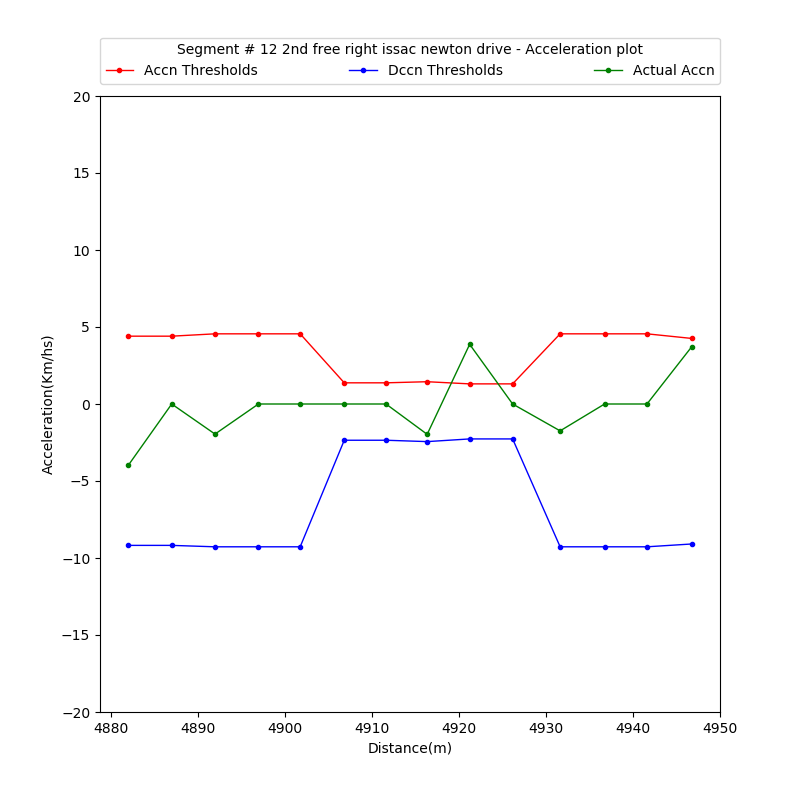 Segment # 12 2nd free right issac newton drive - Acceleration plot
Accn Thresholds Dccn Thresholds Actual Accn
20
15
10
5
0
−5
−10
−15
−20
Acceleration(Km/hs)
4880 4890 4900 4910 4920 4930 4940 4950
Distance(m)